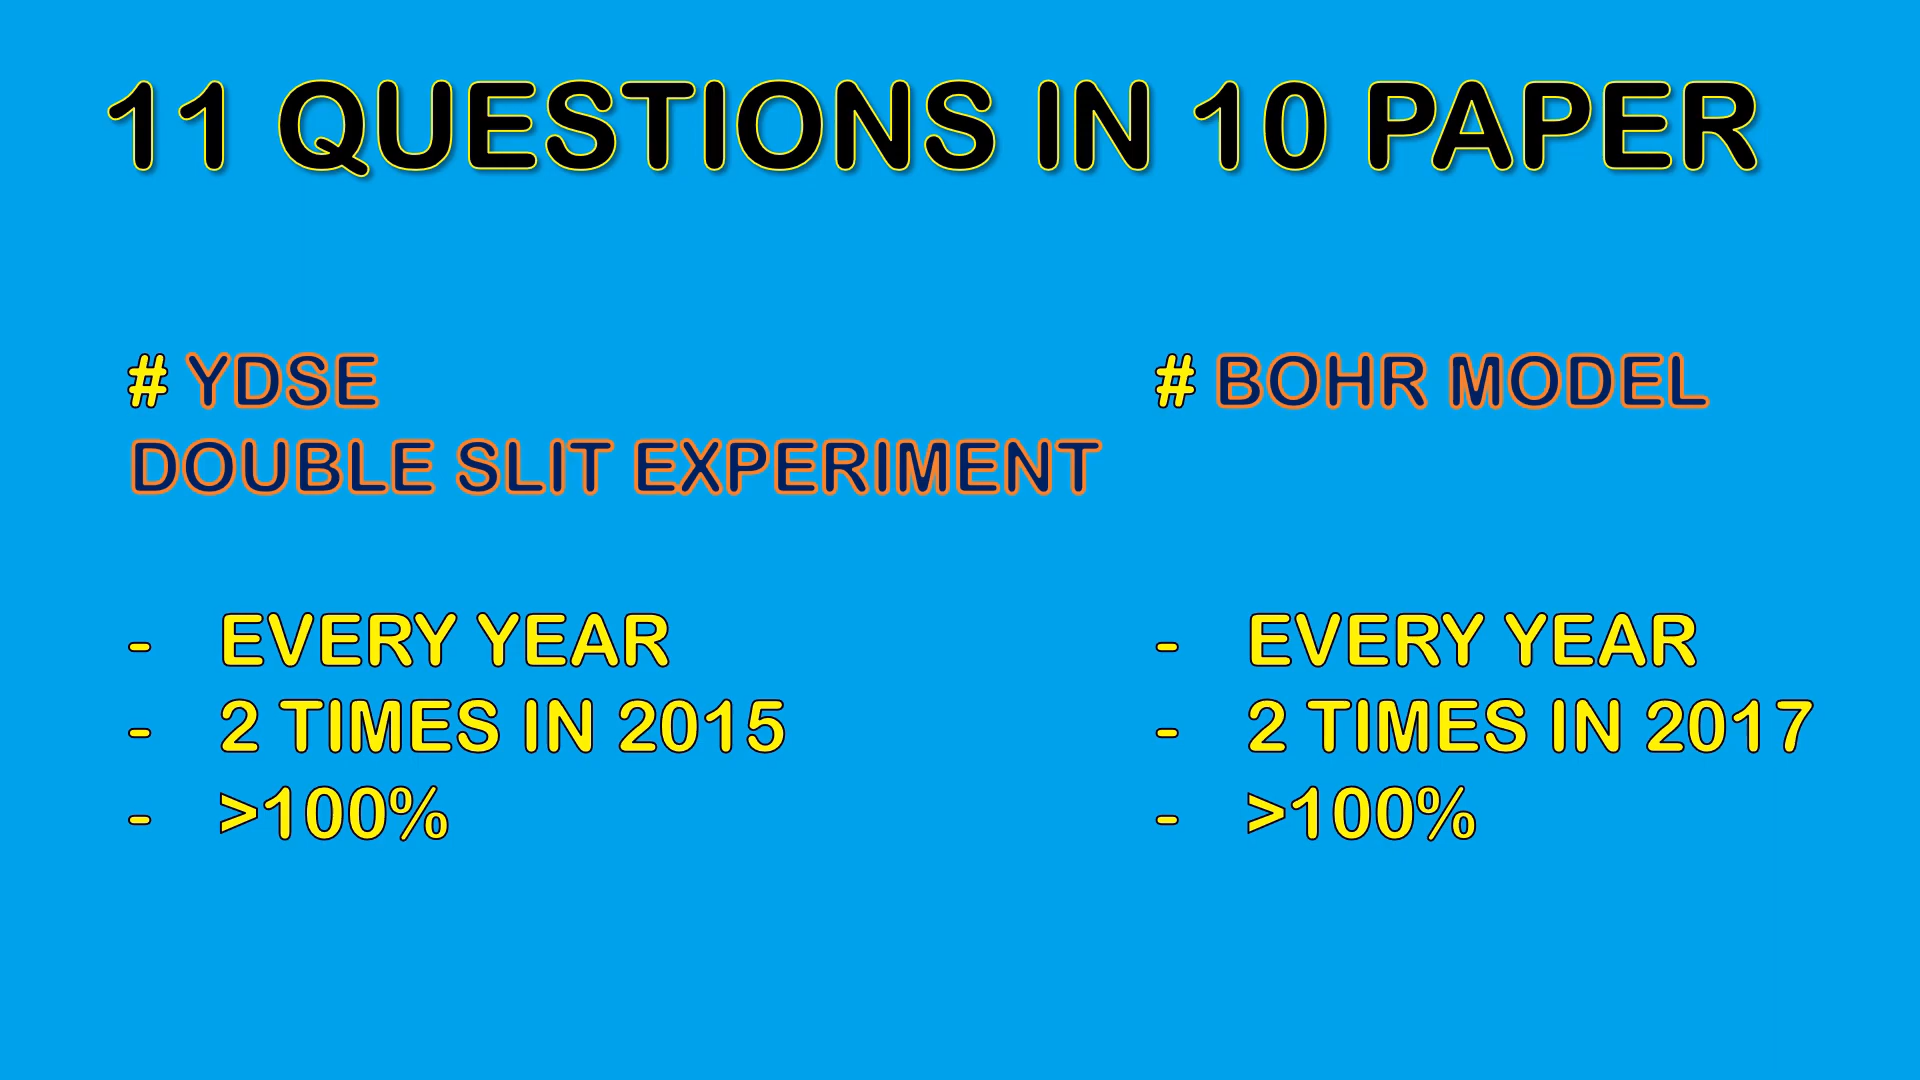 11 QUESTIONS IN 10 PAPER
# YDSE
DOUBLE SLIT EXPERIMENT
- EVERY YEAR
- 2 TIMES IN 2015
- >100%
# BOHR MODEL
- EVERY YEAR
- 2 TIMES IN 2017
- >100%